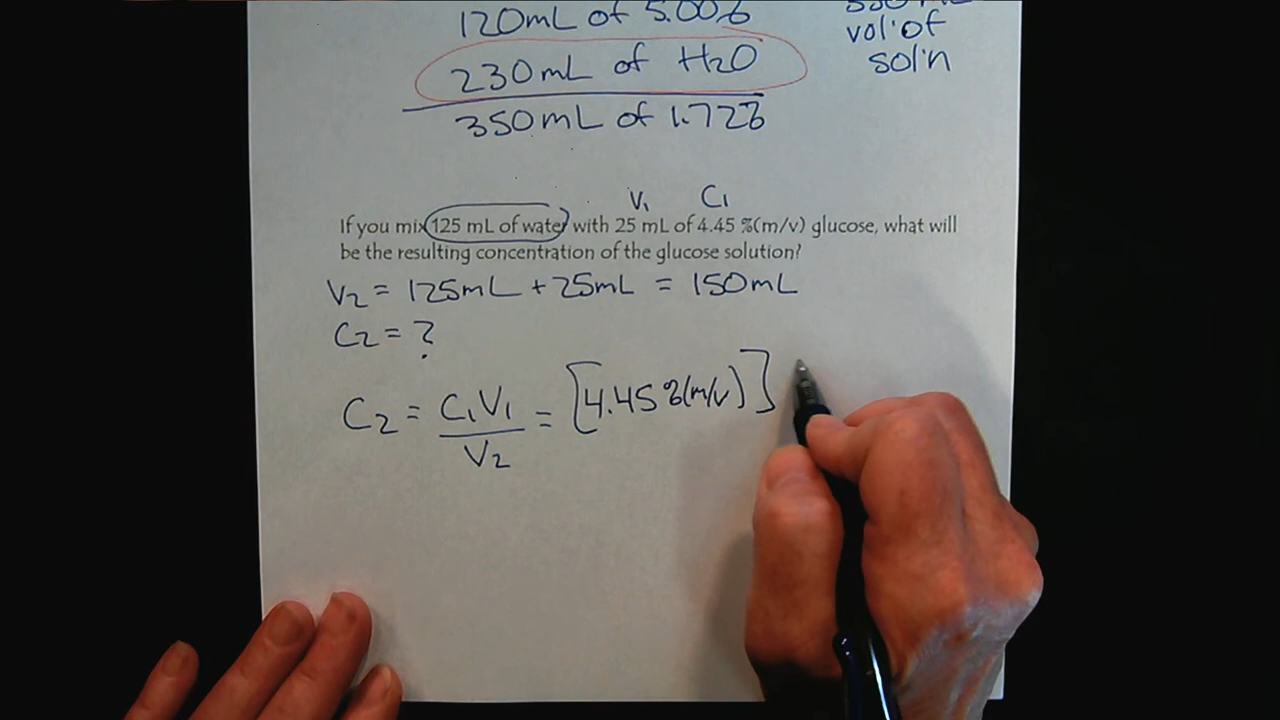 120mL of 5.00%
vol. of
230mL of H2O
sol'n
350mL of 1.72%
V1 C1
If you mix 125 mL of water with 25 mL of 4.45 %(m/v) glucose, what will
be the resulting concentration of the glucose solution?
V2 = 125mL + 25mL = 150mL
C2 = ?
C2 = C1V1 = [4.45%(m/v)]
V2